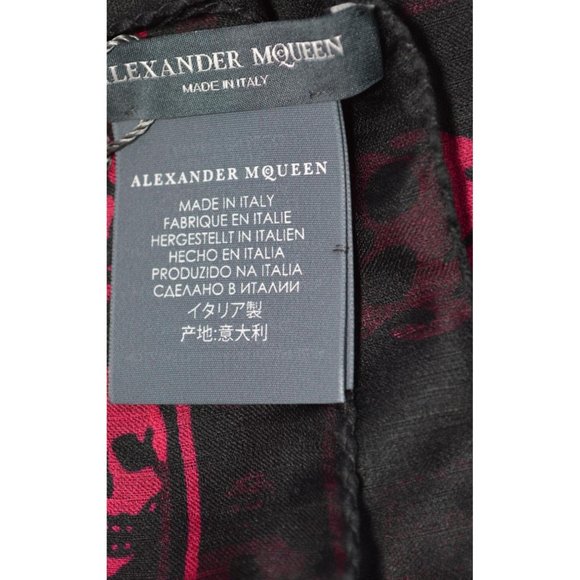 ALEXANDER MQUEEN
MADE IN ITALY
ALEXANDER MQUEEN
MADE IN ITALY
FABRIQUE EN ITALIE
HERGESTELLT IN ITALIEN
HECHO EN ITALIA
PRODUZIDO NA ITALIA
СДЕЛАНО В ИТАЛИИ
イタリア製
产地:意大利